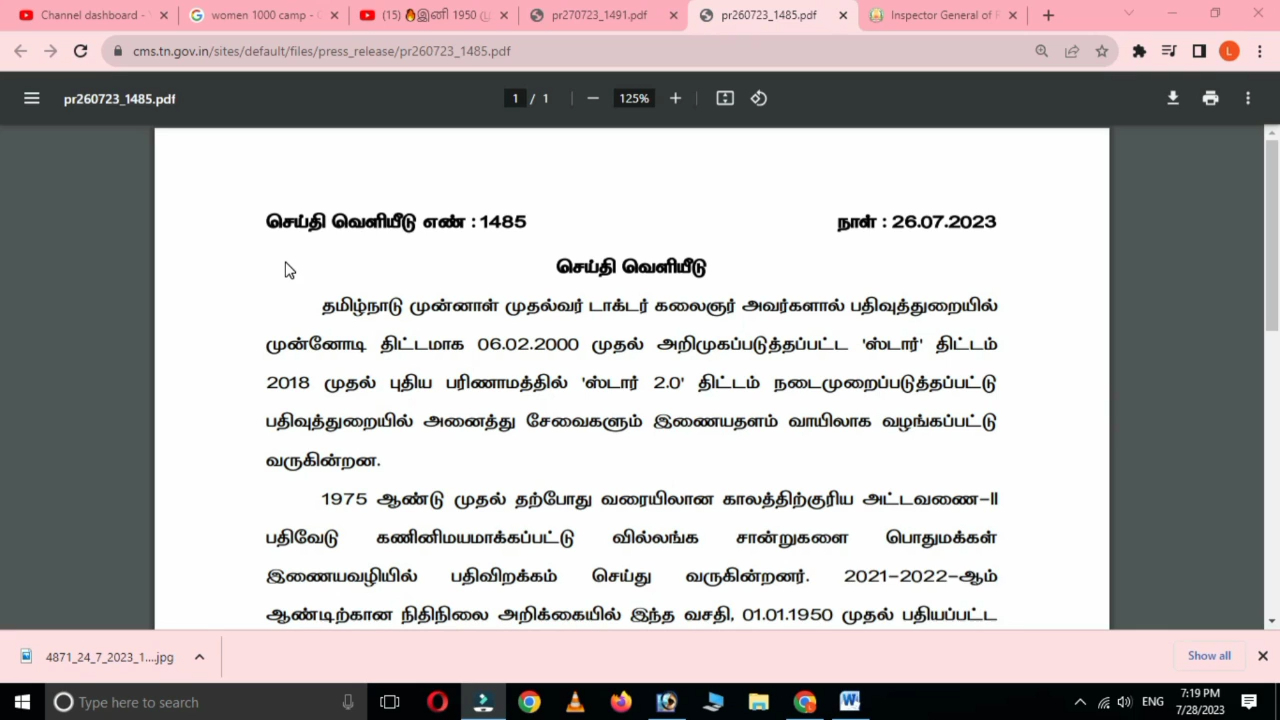 Channel dashboard -
women 1000 camp -
(15) 🔥இனி 1950
pr270723_1491.pdf
pr260723_1485.pdf
Inspector General of
cms.tn.gov.in/sites/default/files/press_release/pr260723_1485.pdf
L
pr260723_1485.pdf
1 / 1
125%
செய்தி வெளியீடு எண் : 1485 நாள் : 26.07.2023
செய்தி வெளியீடு
தமிழ்நாடு முன்னாள் முதல்வர் டாக்டர் கலைஞர் அவர்களால் பதிவுத்துறையில்
முன்னோடி திட்டமாக 06.02.2000 முதல் அறிமுகப்படுத்தப்பட்ட 'ஸ்டார்' திட்டம்
2018 முதல் புதிய பரிணாமத்தில் 'ஸ்டார் 2.0' திட்டம் நடைமுறைப்படுத்தப்பட்டு
பதிவுத்துறையில் அனைத்து சேவைகளும் இணையதளம் வாயிலாக வழங்கப்பட்டு
வருகின்றன.
1975 ஆண்டு முதல் தற்போது வரையிலான காலத்திற்குரிய அட்டவணை-II
பதிவேடு கணினிமயமாக்கப்பட்டு வில்லங்க சான்றுகளை பொதுமக்கள்
இணையவழியில் பதிவிறக்கம் செய்து வருகின்றனர். 2021-2022-ஆம்
ஆண்டிற்கான நிதிநிலை அறிக்கையில் இந்த வசதி, 01.01.1950 முதல் பதியப்பட்ட
4871_24_7_2023_1....jpg
Show all
Type here to search
ENG
7:19 PM
7/28/2023